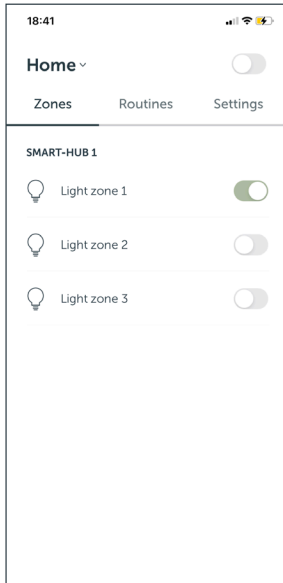 18:41
Home
Zones Routines Settings
SMART-HUB 1
Light zone 1
Light zone 2
Light zone 3